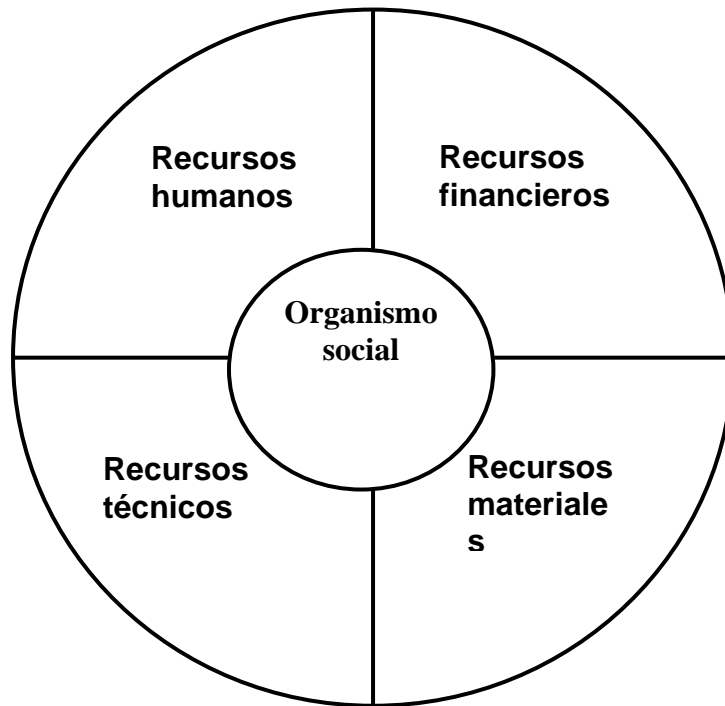 Recursos
humanos
Recursos
financieros
Organismo
social
Recursos
técnicos
Recursos
materiale
s